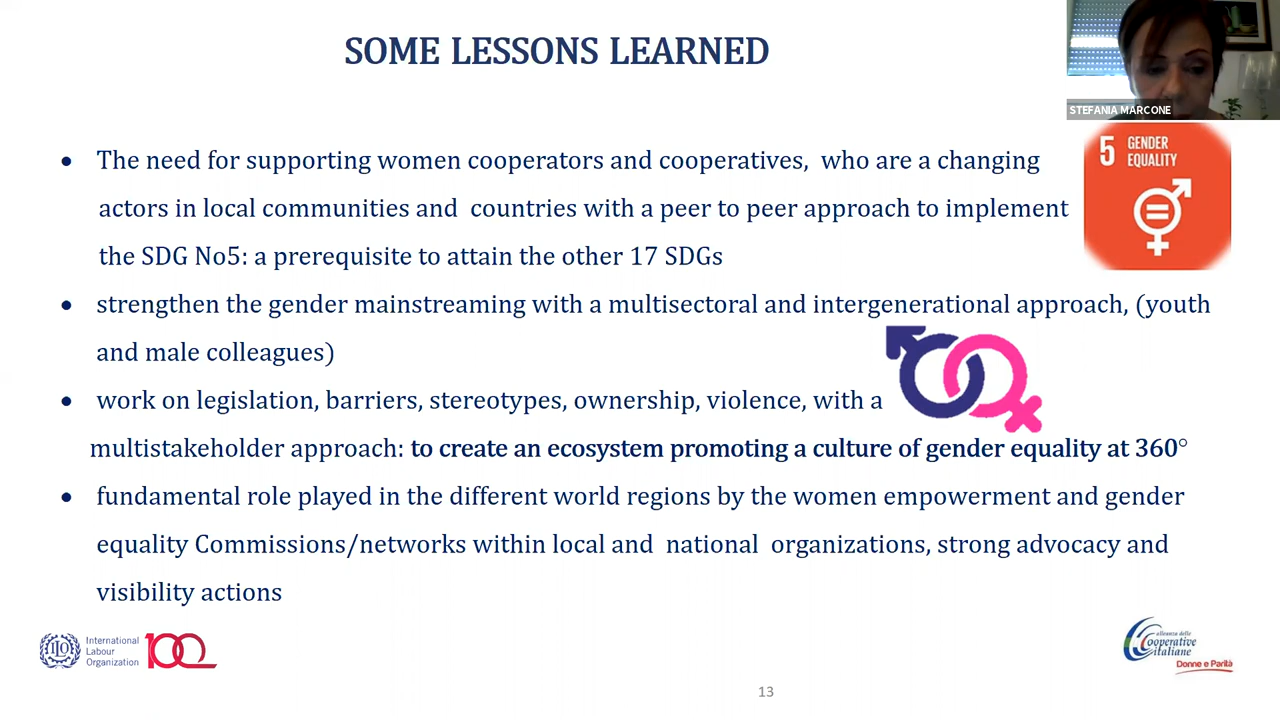 SOME LESSONS LEARNED
STEFANIA MARCONE
5 GENDER
EQUALITY
• The need for supporting women cooperators and cooperatives, who are a changing
actors in local communities and countries with a peer to peer approach to implement
the SDG No5: a prerequisite to attain the other 17 SDGs
• strengthen the gender mainstreaming with a multisectoral and intergenerational approach, (youth
and male colleagues)
• work on legislation, barriers, stereotypes, ownership, violence, with a
multistakeholder approach: to create an ecosystem promoting a culture of gender equality at 360°
• fundamental role played in the different world regions by the women empowerment and gender
equality Commissions/networks within local and national organizations, strong advocacy and
visibility actions
ILO
International
Labour
Organization
100
alleanza delle
Cooperative
italiane
Donne e Parità
13